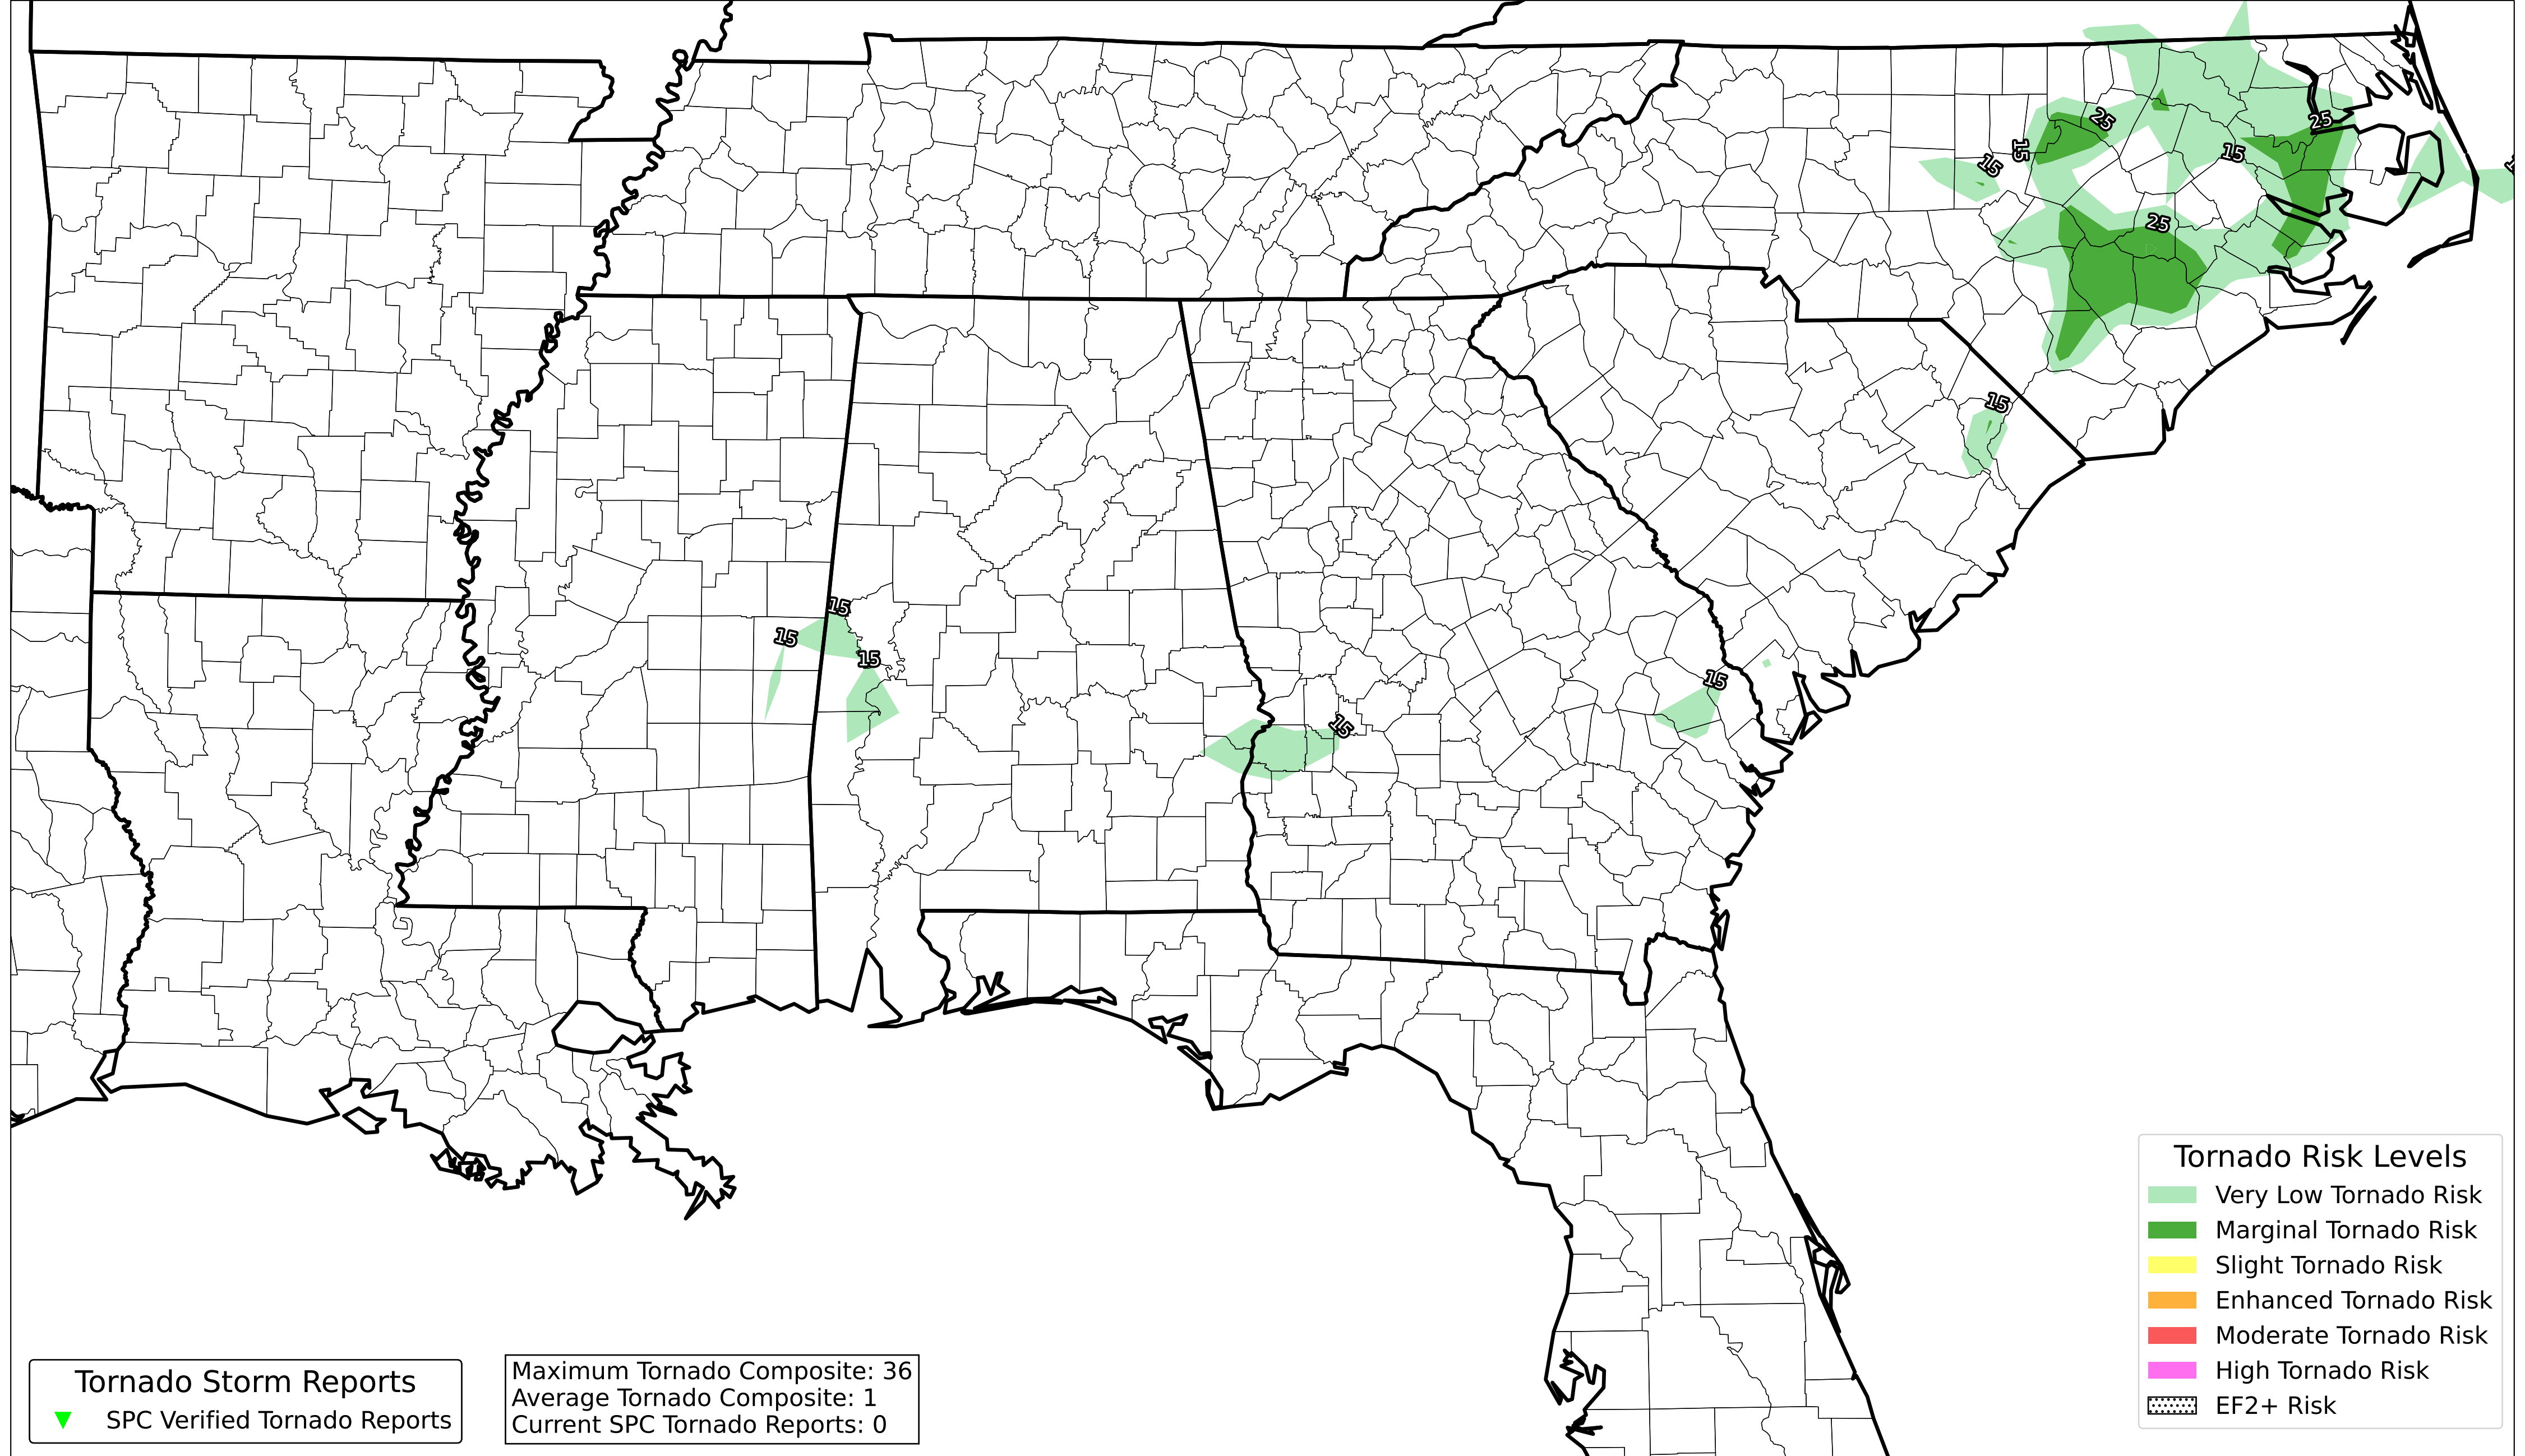 25
25
15
15
15
25
15
15
15
15
15
15
Tornado Risk Levels
Very Low Tornado Risk
Marginal Tornado Risk
Slight Tornado Risk
Enhanced Tornado Risk
Moderate Tornado Risk
High Tornado Risk
EF2+ Risk
Tornado Storm Reports
SPC Verified Tornado Reports
Maximum Tornado Composite: 36
Average Tornado Composite: 1
Current SPC Tornado Reports: 0